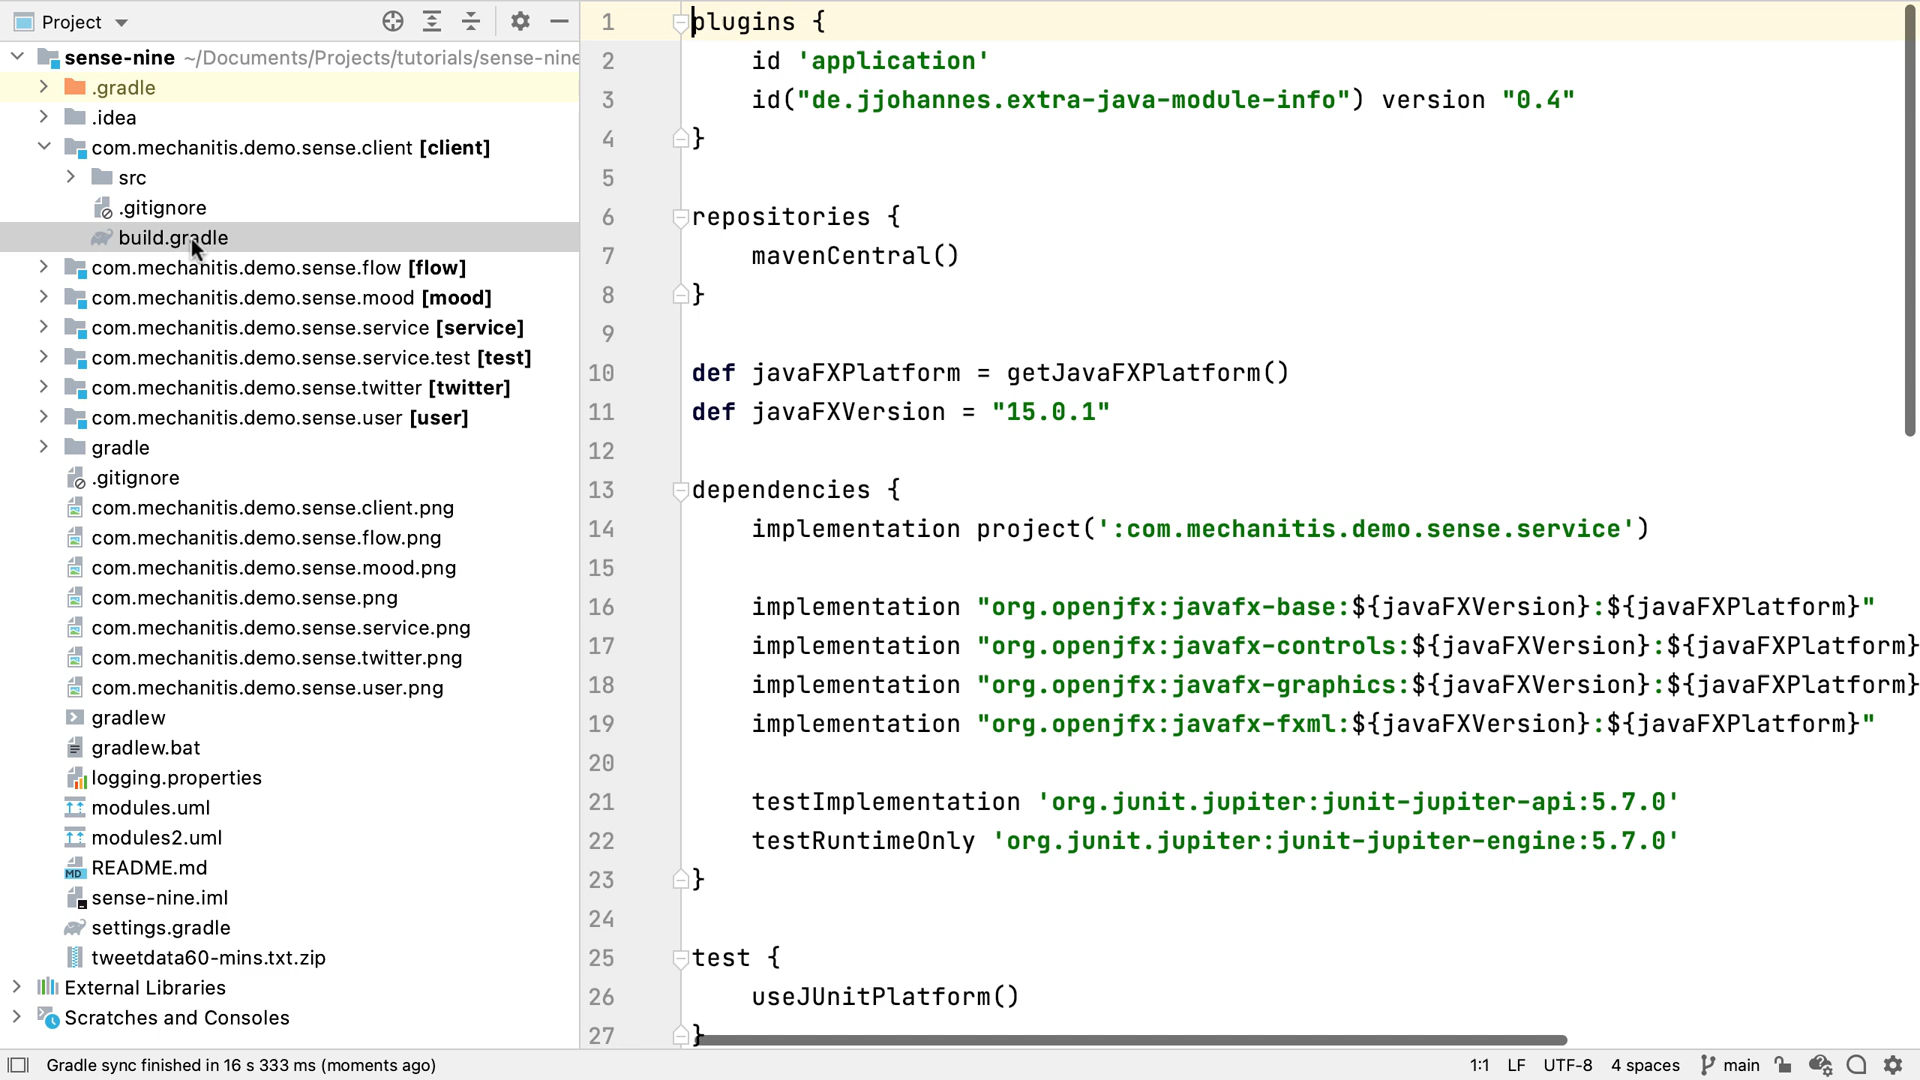 Project
sense-nine ~/Documents/Projects/tutorials/sense-nine
.gradle
.idea
com.mechanitis.demo.sense.client [client]
src
.gitignore
build.gradle
com.mechanitis.demo.sense.flow [flow]
com.mechanitis.demo.sense.mood [mood]
com.mechanitis.demo.sense.service [service]
com.mechanitis.demo.sense.service.test [test]
com.mechanitis.demo.sense.twitter [twitter]
com.mechanitis.demo.sense.user [user]
gradle
.gitignore
com.mechanitis.demo.sense.client.png
com.mechanitis.demo.sense.flow.png
com.mechanitis.demo.sense.mood.png
com.mechanitis.demo.sense.png
com.mechanitis.demo.sense.service.png
com.mechanitis.demo.sense.twitter.png
com.mechanitis.demo.sense.user.png
gradlew
gradlew.bat
logging.properties
modules.uml
modules2.uml
MD README.md
sense-nine.iml
settings.gradle
tweetdata60-mins.txt.zip
External Libraries
Scratches and Consoles
1 plugins {
2 id 'application'
3 id("de.jjohannes.extra-java-module-info") version "0.4"
4 }
5
6 repositories {
7 mavenCentral()
8 }
9
10 def javaFXPlatform = getJavaFXPlatform()
11 def javaFXVersion = "15.0.1"
12
13 dependencies {
14 implementation project(':com.mechanitis.demo.sense.service')
15
16 implementation "org.openjfx:javafx-base:${javaFXVersion}:${javaFXPlatform}"
17 implementation "org.openjfx:javafx-controls:${javaFXVersion}:${javaFXPlatform}
18 implementation "org.openjfx:javafx-graphics:${javaFXVersion}:${javaFXPlatform}
19 implementation "org.openjfx:javafx-fxml:${javaFXVersion}:${javaFXPlatform}"
20
21 testImplementation 'org.junit.jupiter:junit-jupiter-api:5.7.0'
22 testRuntimeOnly 'org.junit.jupiter:junit-jupiter-engine:5.7.0'
23 }
24
25 test {
26 useJUnitPlatform()
27 }
Gradle sync finished in 16 s 333 ms (moments ago)
1:1 LF UTF-8 4 spaces main